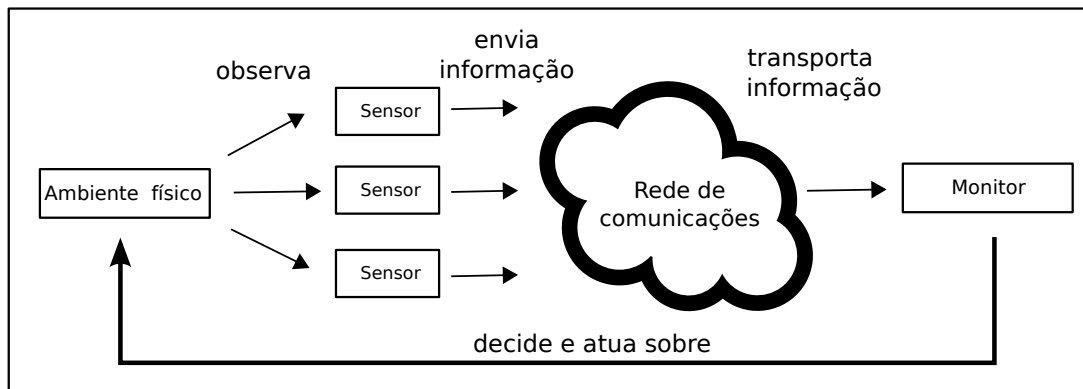 envia
informação
transporta
informação
observa
Sensor
Sensor
Sensor
Ambiente físico
Rede de
comunicações
Monitor
decide e atua sobre